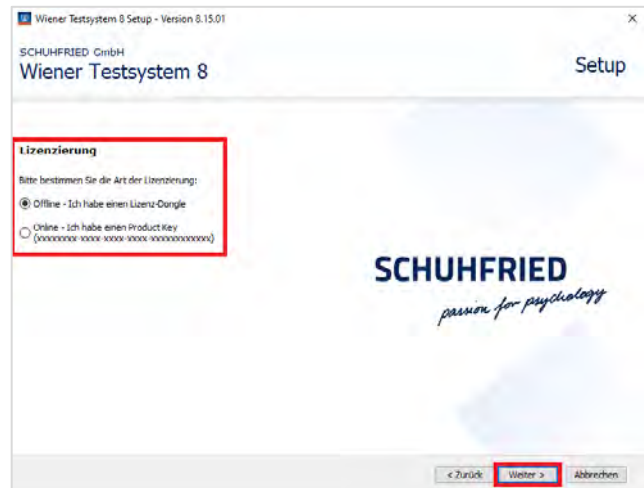 Wiener Testsystem 8 Setup - Version 8.15.01
SCHUHFRIED GmbH
Wiener Testsystem 8
Setup
Lizenzierung
Bitte bestimmen Sie die Art der Lizenzierung:
Offline - Ich habe einen Lizenz-Dongle
Online - Ich habe einen Product Key
(xxxxxxxx-xxxx-xxxx-xxxx-xxxxxxxxxxxx)
SCHUHFRIED
passion for psychology
< Zurück
Weiter >
Abbrechen